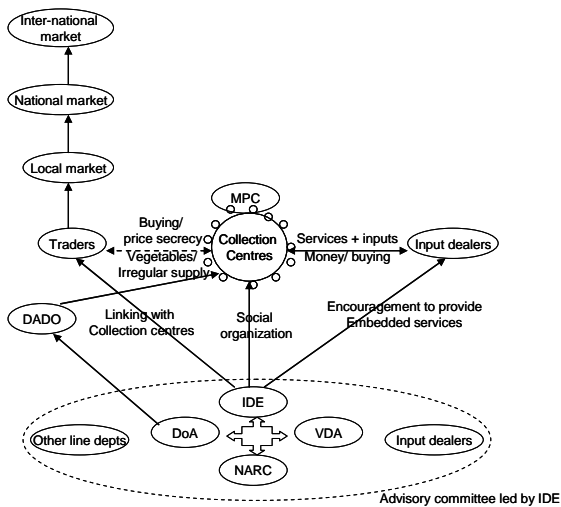 Inter-national
market
National market
Local market
MPC
Buying/
price secrecy
Vegetables/
Irregular supply
Traders
Collection
Centres
Services + inputs
Money/ buying
Input dealers
DADO
Linking with
Collection centres
Social
organization
Encouragement to provide
Embedded services
IDE
Other line depts
DoA
VDA
Input dealers
NARC
Advisory committee led by IDE